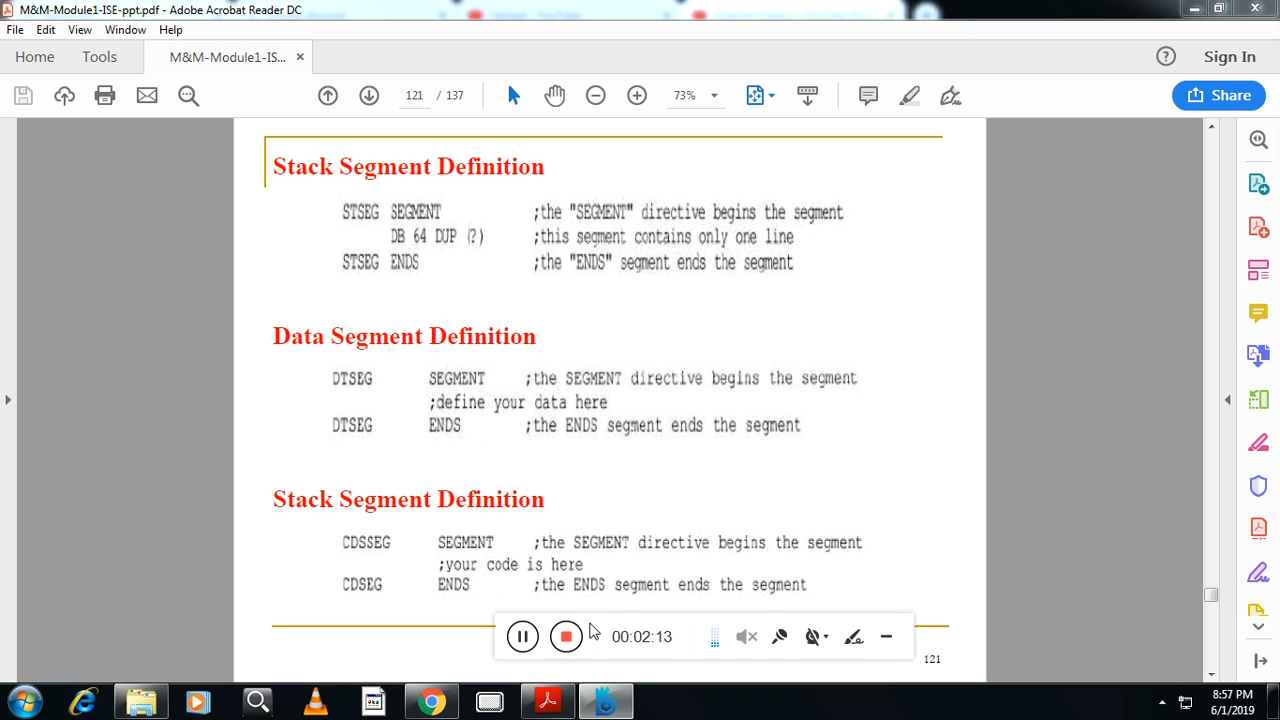 M&M-Module1-ISE-ppt.pdf - Adobe Acrobat Reader DC
File Edit View Window Help
Home Tools M&M-Module1-IS... × Sign In
121 / 137 73% Share
Stack Segment Definition
STSEG SEGMENT ;the "SEGMENT" directive begins the segment
DB 64 DUP (?) ;this segment contains only one line
STSEG ENDS ;the "ENDS" segment ends the segment
Data Segment Definition
DTSEG SEGMENT ;the SEGMENT directive begins the segment
;define your data here
DTSEG ENDS ;the ENDS segment ends the segment
Stack Segment Definition
CDSSEG SEGMENT ;the SEGMENT directive begins the segment
;your code is here
CDSEG ENDS ;the ENDS segment ends the segment
00:02:13
121
8:57 PM
6/1/2019